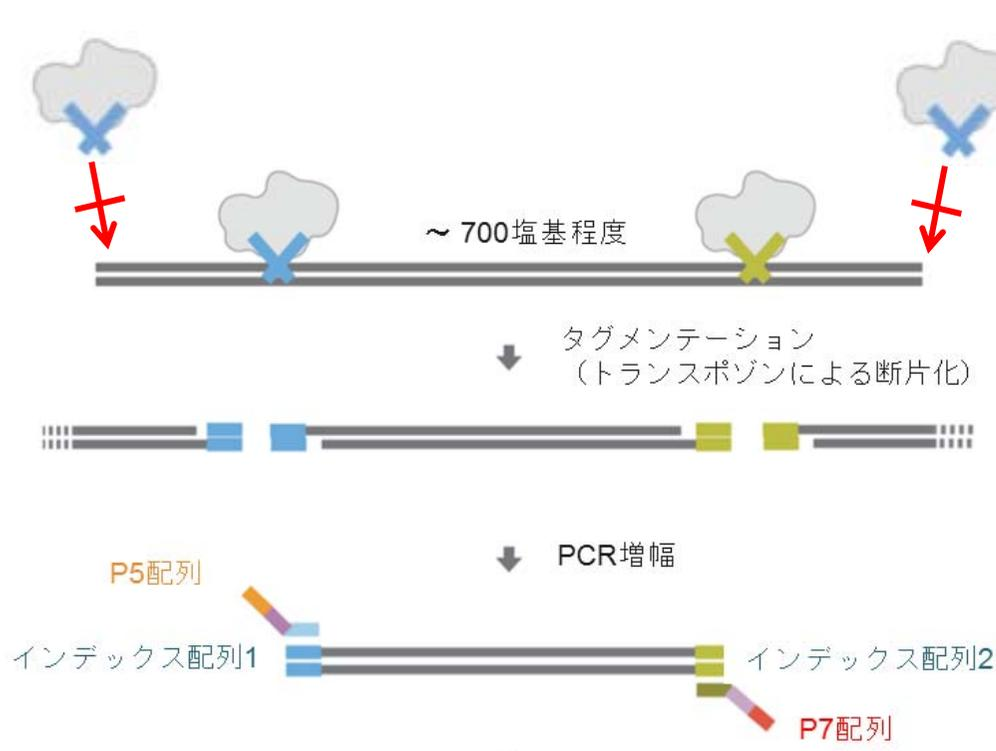 ～ 700塩基程度
タグメンテーション
（トランスポゾンによる断片化）
PCR増幅
P5配列
インデックス配列1
インデックス配列2
P7配列